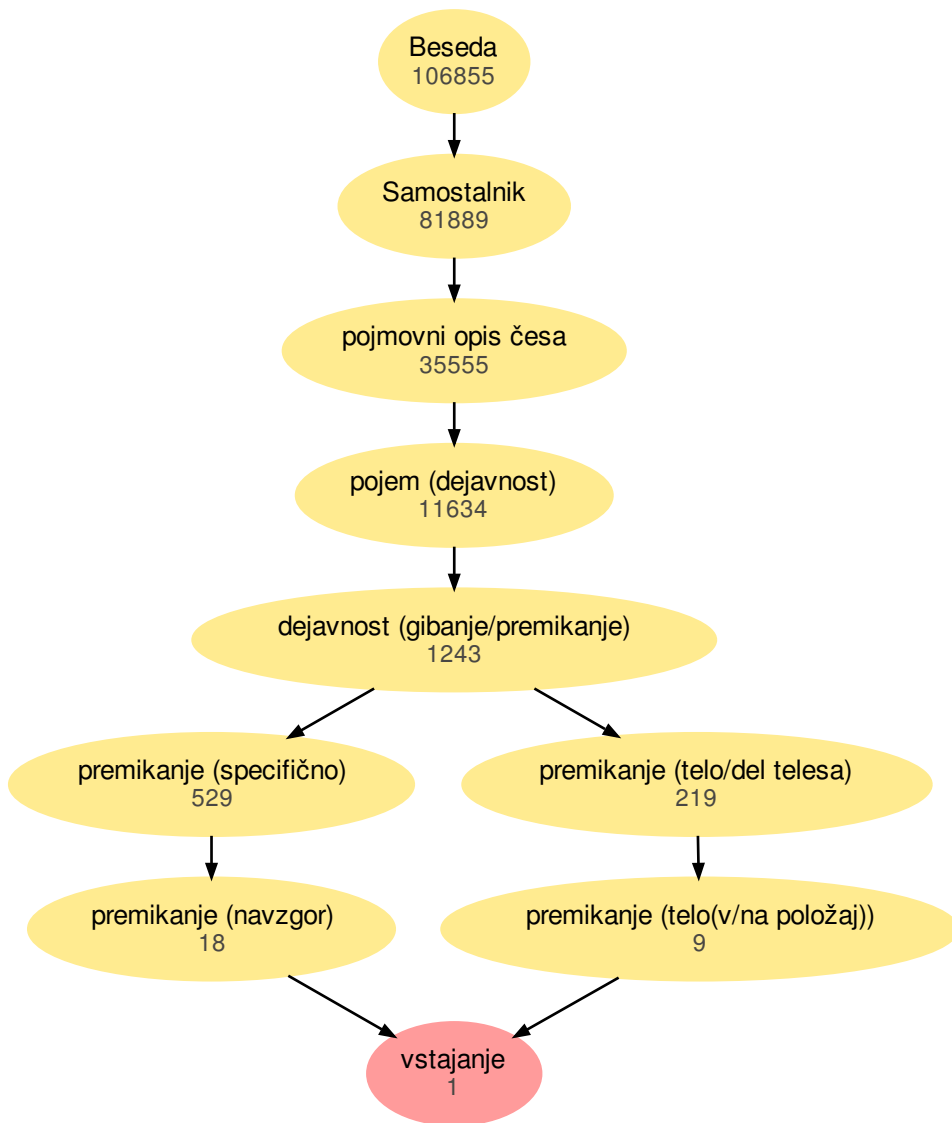 Beseda
106855
Samostalnik
81889
pojmovni opis česa
35555
pojem (dejavnost)
11634
dejavnost (gibanje/premikanje)
1243
premikanje (specifično)
529
premikanje (telo/del telesa)
219
premikanje (navzgor)
18
premikanje (telo(v/na položaj))
9
vstajanje
1